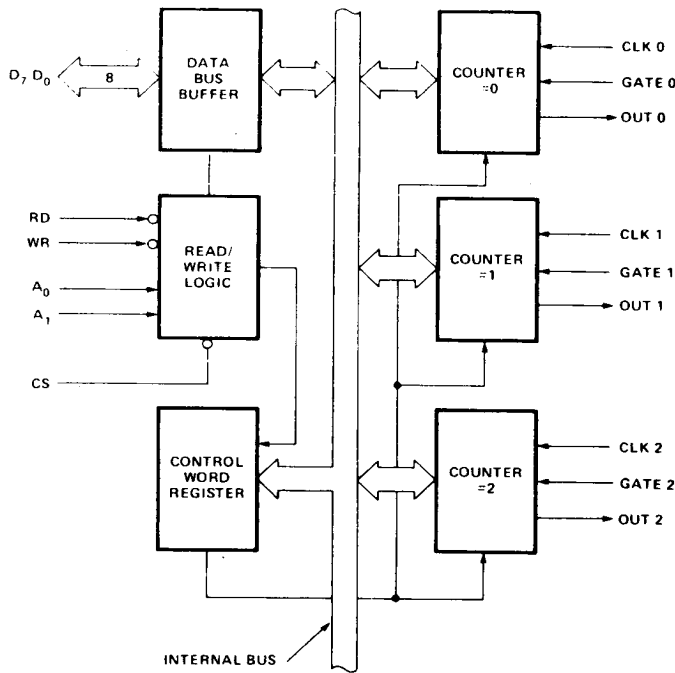 D7 D0
8
DATA
BUS
BUFFER
COUNTER
=0
CLK 0
GATE 0
OUT 0
RD
WR
A0
A1
READ/
WRITE
LOGIC
CS
COUNTER
=1
CLK 1
GATE 1
OUT 1
CONTROL
WORD
REGISTER
COUNTER
=2
CLK 2
GATE 2
OUT 2
INTERNAL BUS